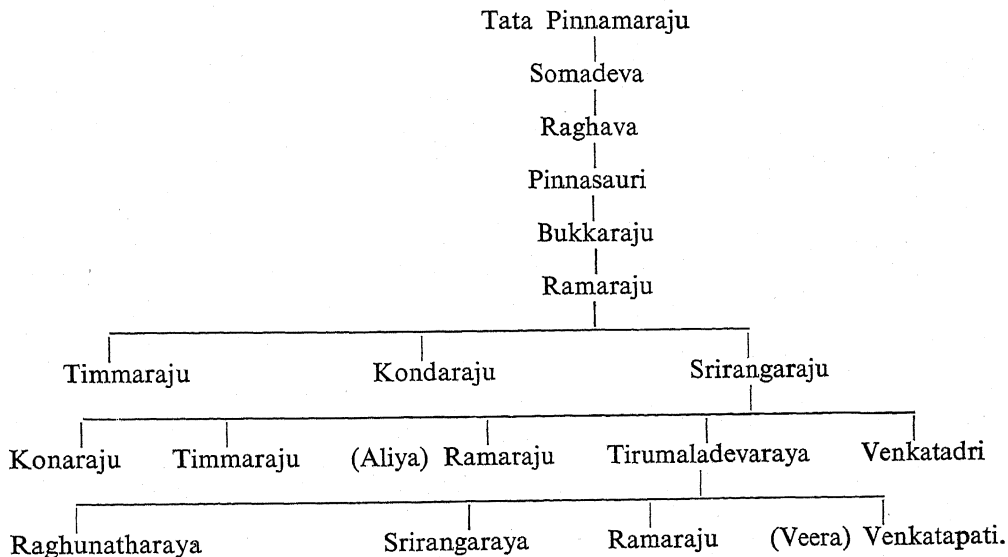 Tata Pinnamaraju
Somadeva
Raghava
Pinnasauri
Bukkaraju
Ramaraju
Timmaraju Kondaraju Srirangaraju
Konaraju Timmaraju (Aliya) Ramaraju Tirumaladevaraya Venkatadri
Raghunatharaya Srirangaraya Ramaraju (Veera) Venkatapati.